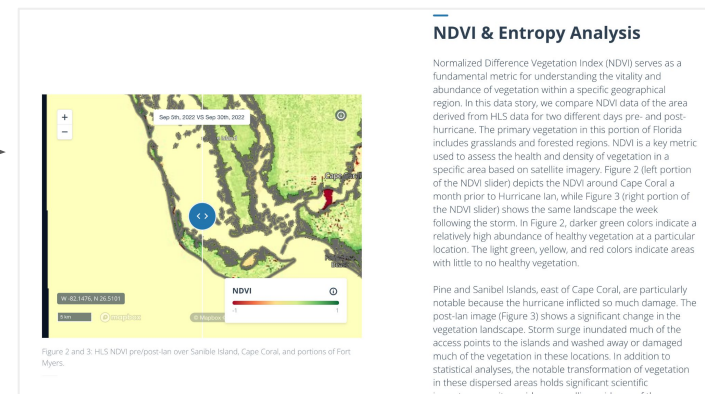 NDVI & Entropy Analysis
Normalized Difference Vegetation Index (NDVI) serves as a
fundamental metric for understanding the vitality and
abundance of vegetation within a specific geographical
region. In this data story, we compare NDVI data of the area
derived from HLS data for two different days pre- and post-
hurricane. The primary vegetation in this portion of Florida
includes grasslands and forested regions. NDVI is a key metric
used to assess the health and density of vegetation in a
specific area based on satellite imagery. Figure 2 (left portion
of the NDVI slider) depicts the NDVI around Cape Coral a
month prior to Hurricane Ian, while Figure 3 (right portion of
the NDVI slider) shows the same landscape the week
following the storm. In Figure 2, darker green colors indicate a
relatively high abundance of healthy vegetation at a particular
location. The light green, yellow, and red colors indicate areas
with little to no healthy vegetation.
Pine and Sanibel Islands, east of Cape Coral, are particularly
notable because the hurricane inflicted so much damage. The
post-Ian image (Figure 3) shows a significant change in the
vegetation landscape. Storm surge inundated much of the
access points to the islands and washed away or damaged
much of the vegetation in these locations. In addition to
statistical analyses, the notable transformation of vegetation
in these dispersed areas holds significant scientific
+
−
Sep 5th, 2022 VS Sep 30th, 2022
Cape Coral
W -82.1476, N 26.5101
5 km
mapbox
© Mapbox
NDVI
-1
1
Figure 2 and 3: HLS NDVI pre/post-Ian over Sanible Island, Cape Coral, and portions of Fort
Myers.